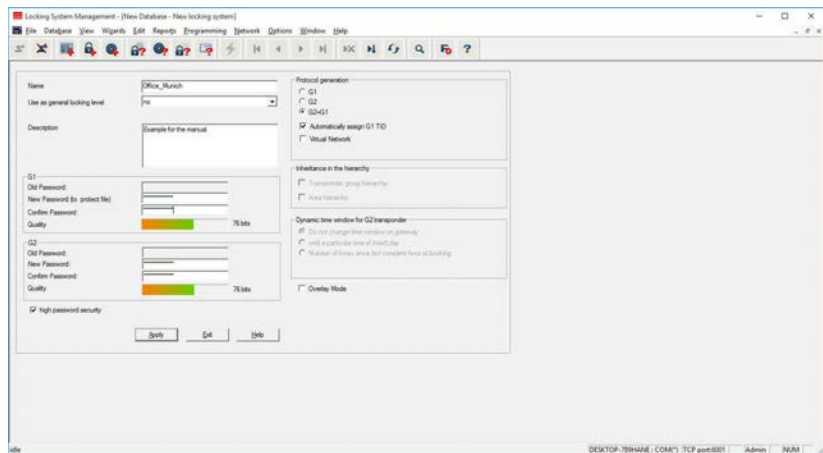 Locking System Management - [New Database - New locking system]
File Database View Wizards Edit Reports Programming Network Options Window Help
Name
Office_Munich
Use as general locking level
no
Description
Example for the manual
G1
Old Password:
New Password (to protect file)
Confirm Password:
Quality
76 bits
G2
Old Password:
New Password:
Confirm Password:
Quality
76 bits
high password security
Apply Exit Help
Protocol generation
G1
G2
G2+G1
Automatically assign G1 TID
Virtual Network
Inheritance in the hierarchy
Transponder group hierarchy
Area hierarchy
Dynamic time window for G2 transponder
Do not change time window on gateway
until a particular time of (next) day
Number of hours since last complete hour of booking
Overlay Mode
idle
DESKTOP-789HANE : COM(*) TCP port:6001 Admin NUM